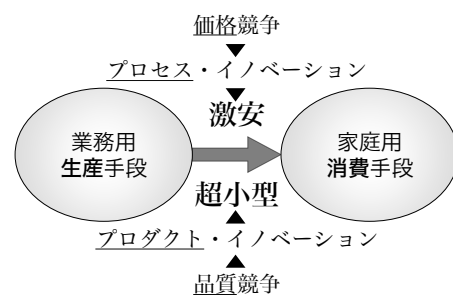 価格競争
プロセス・イノベーション
激安
業務用
生産手段
家庭用
消費手段
超小型
プロダクト・イノベーション
品質競争